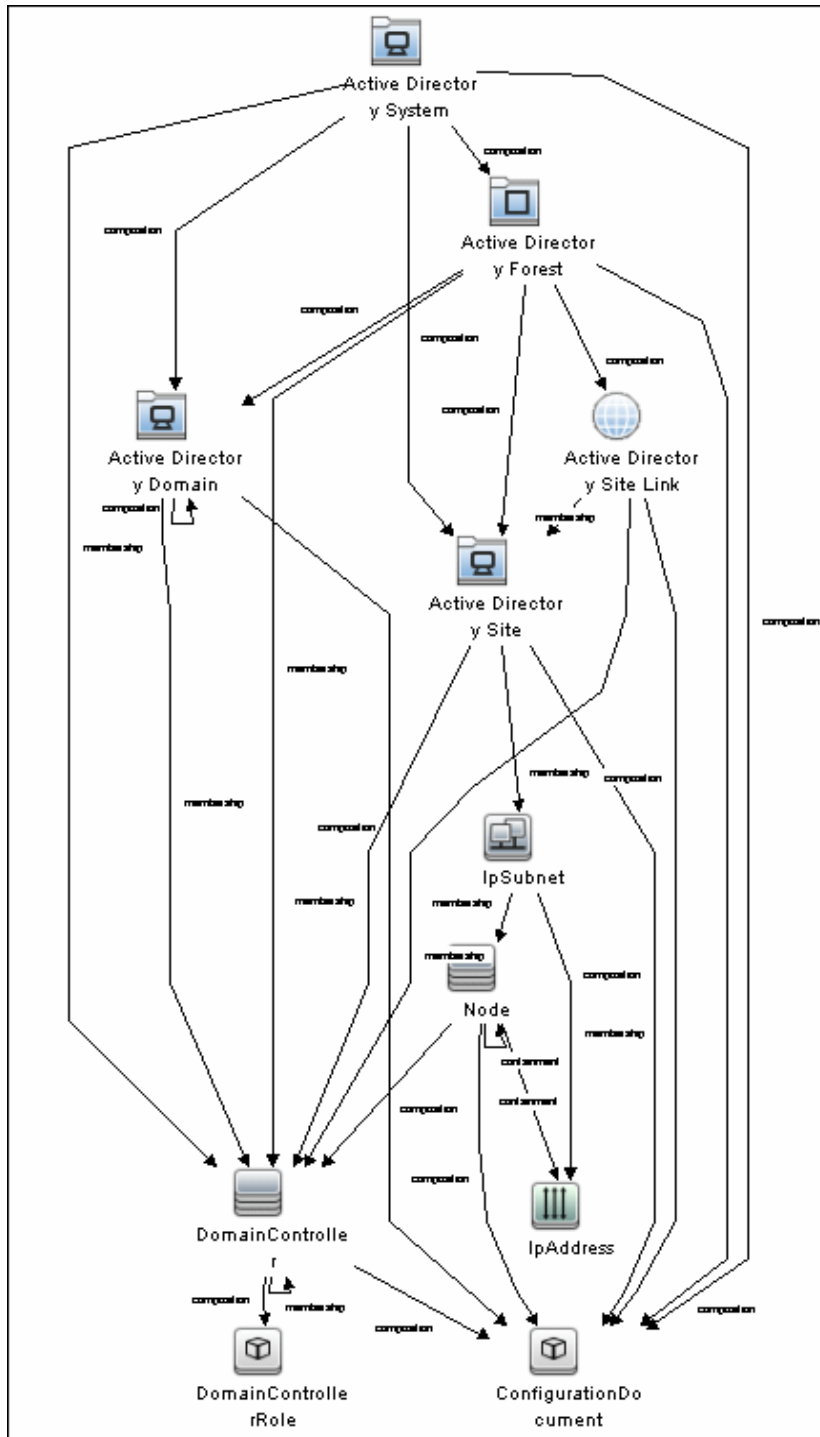 Active Director
y System
composition
composition
Active Director
y Forest
composition
composition
composition
composition
Active Director
y Domain
Active Director
y Site Link
composition
membership
membership
Active Director
y Site
composition
membership
membership
composition
membership
composition
IpSubnet
membership
membership
membership
composition
Node
membership
containment
containment
composition
composition
IpAddress
DomainControlle
r
composition
membership
composition
composition
DomainControlle
rRole
ConfigurationDo
cument